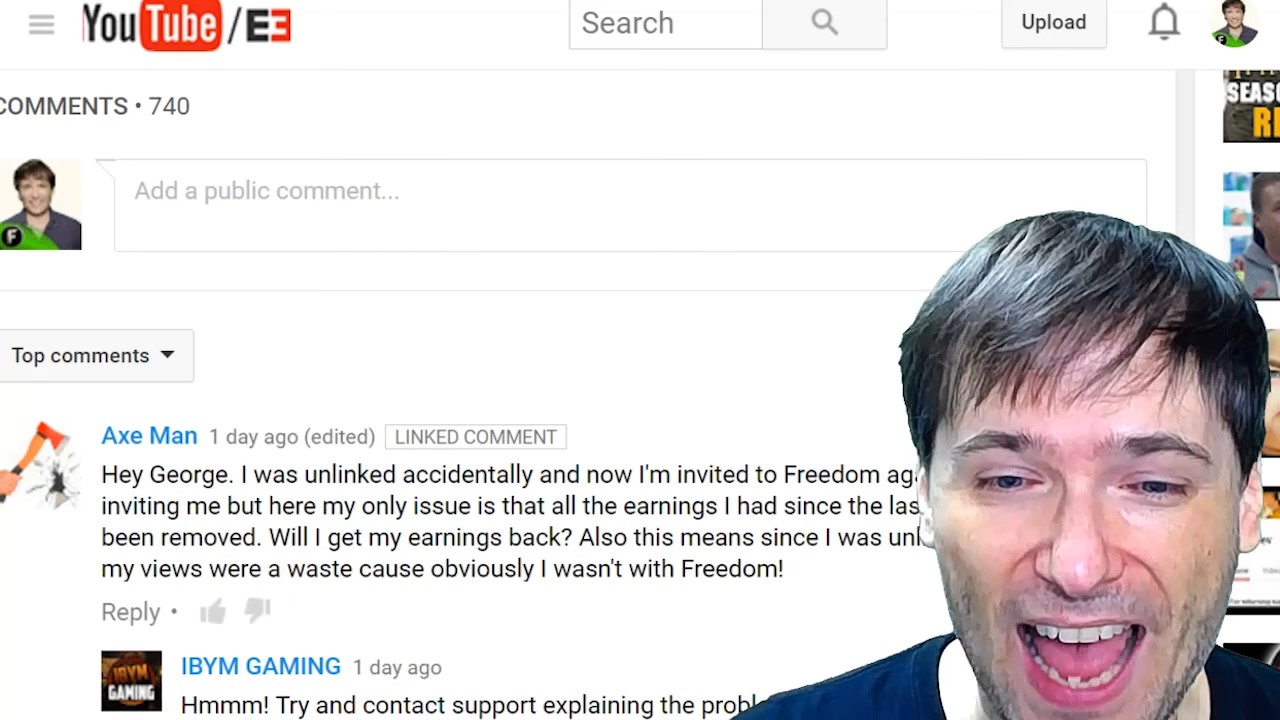 YouTube / E3
Search
Upload
COMMENTS • 740
SEAS
F
Add a public comment...
Top comments
Axe Man 1 day ago (edited) LINKED COMMENT
Hey George. I was unlinked accidentally and now I'm invited to Freedom
inviting me but here my only issue is that all the earnings I had since the
been removed. Will I get my earnings back? Also this means since I was
my views were a waste cause obviously I wasn't with Freedom!
Reply •
IBYM GAMING 1 day ago
IBYM
GAMING
Hmmm! Try and contact support explaining the